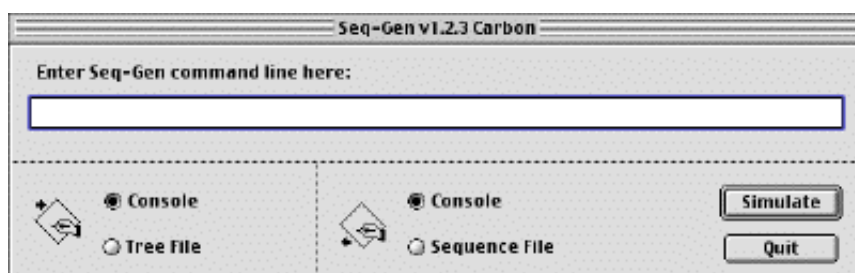 Seq-Gen v1.2.3 Carbon
Enter Seq-Gen command line here:
Console
Console
Simulate
Tree File
Sequence File
Quit